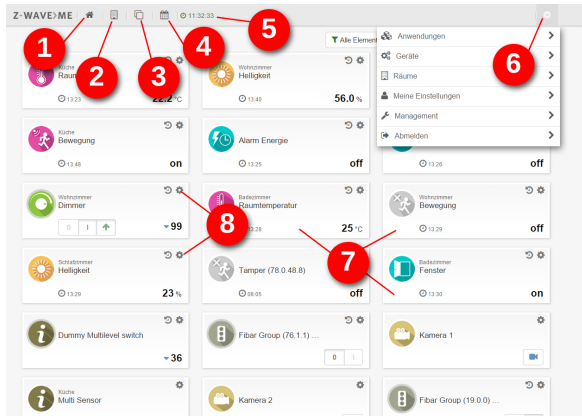 Z-WAVE>ME 11:32:33
1
2
3
4
5
6
Alle Element
Anwendungen
Geräte
Räume
Meine Einstellungen
Management
Abmelden
Küche
13:23
22.2 °C
Wohnzimmer
Helligkeit
13:40
56.0 %
Küche
Bewegung
13:48
on
Alarm Energie
13:25
off
13:26
off
Wohnzimmer
Dimmer
0 I
99
8
Badezimmer
Raumtemperatur
13:28
25 °C
7
Wohnzimmer
Bewegung
13:29
off
Schlafzimmer
Helligkeit
13:29
23 %
Tamper (78.0.48.8)
08:05
off
Badezimmer
Fenster
13:30
on
Dummy Multilevel switch
36
Fibar Group (76.1.1) ...
0 I
Kamera 1
Küche
Multi Sensor
Kamera 2
Fibar Group (19.0.0) ...